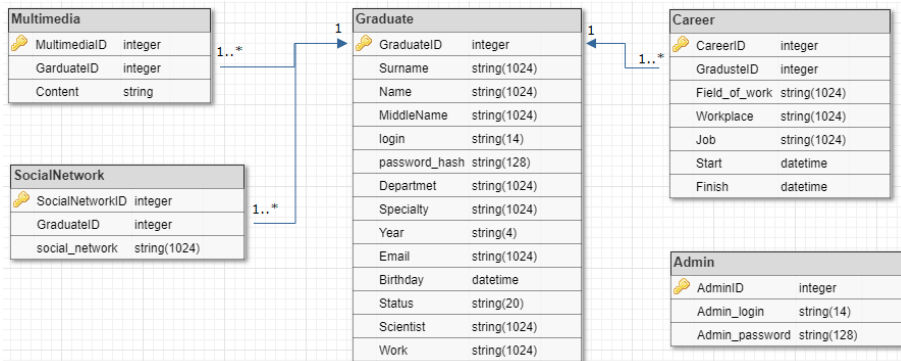 Multimedia
MultimediaID integer
GarduateID integer
Content string
1..*
1
Graduate
GraduateID integer
Surname string(1024)
Name string(1024)
MiddleName string(1024)
login string(14)
password_hash string(128)
Departmet string(1024)
Specialty string(1024)
Year string(4)
Email string(1024)
Birthday datetime
Status string(20)
Scientist string(1024)
Work string(1024)
1
1..*
Career
CareerID integer
GradusteID integer
Field_of_work string(1024)
Workplace string(1024)
Job string(1024)
Start datetime
Finish datetime
SocialNetwork
SocialNetworkID integer
GraduateID integer
social_network string(1024)
1..*
Admin
AdminID integer
Admin_login string(14)
Admin_password string(128)